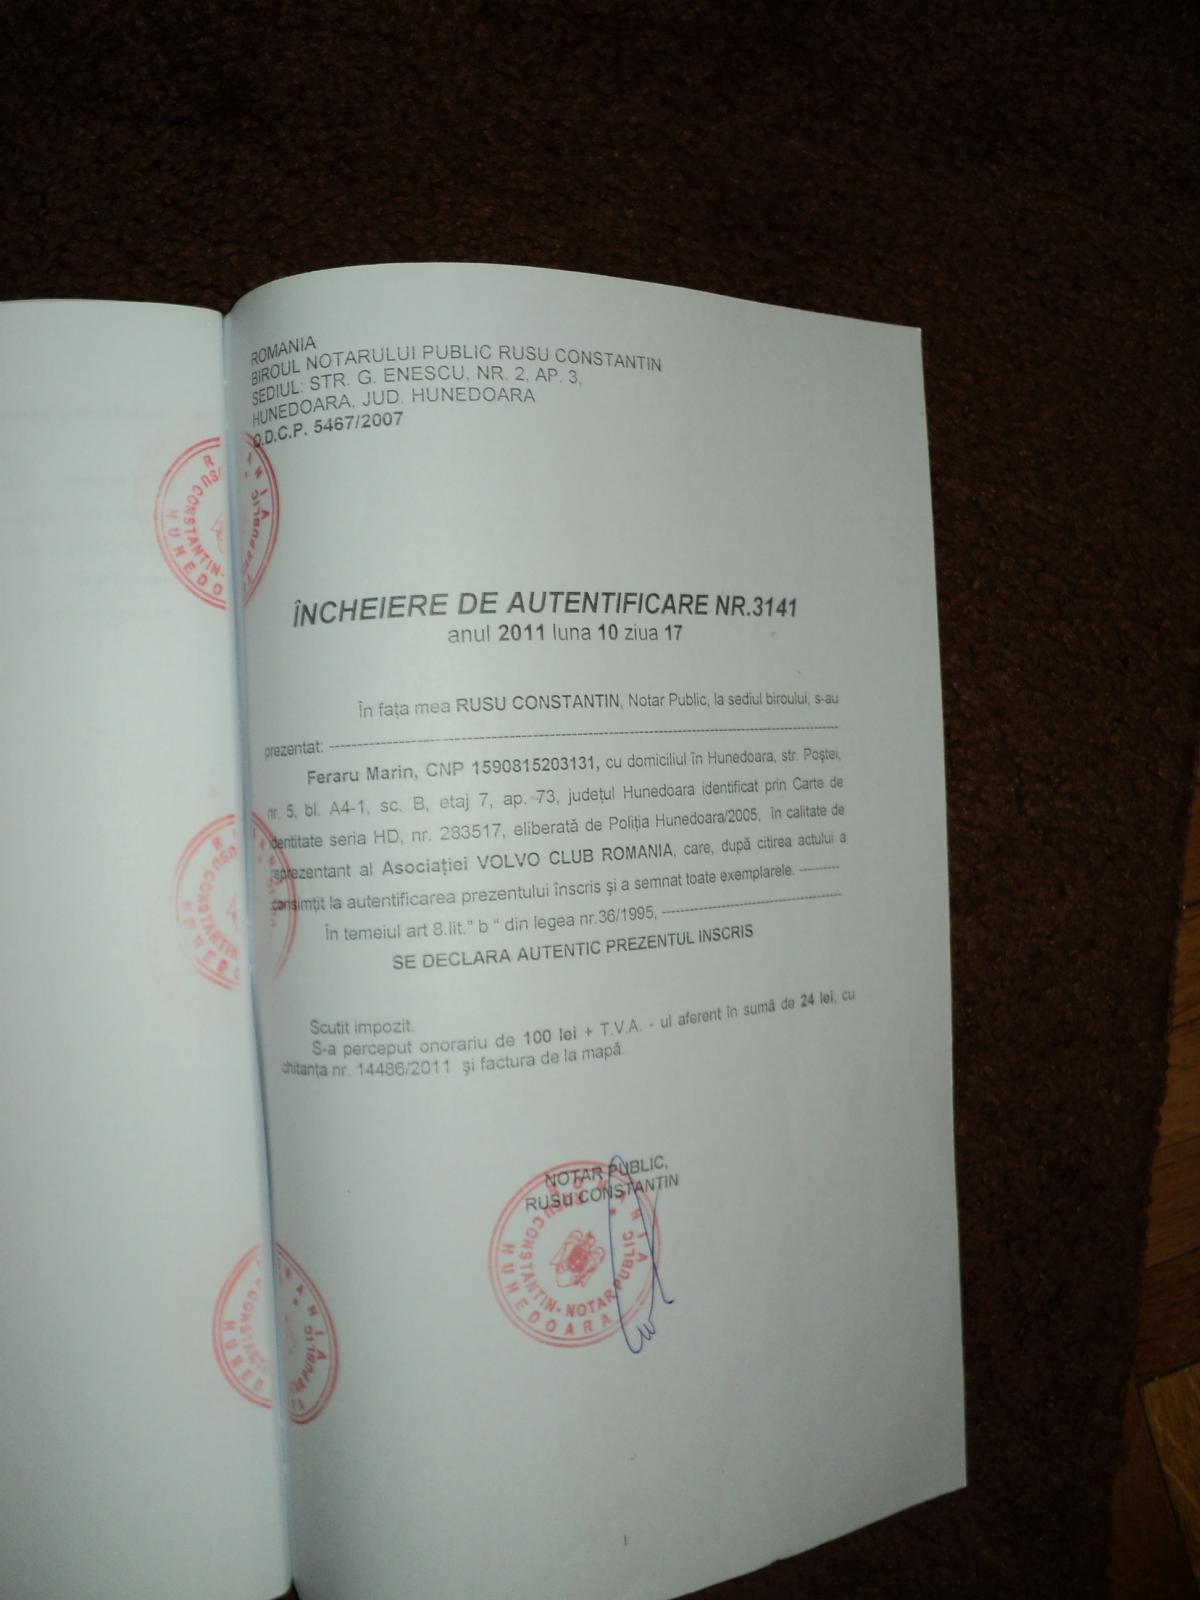 ROMANIA
BIROUL NOTARULUI PUBLIC RUSU CONSTANTIN
SEDIUL: STR. G. ENESCU, NR. 2, AP. 3,
HUNEDOARA, JUD. HUNEDOARA
O.D.C.P. 5467/2007
ÎNCHEIERE DE AUTENTIFICARE NR.3141
anul 2011 luna 10 ziua 17
În fața mea RUSU CONSTANTIN, Notar Public, la sediul biroului, s-au
prezentat: ----------
Feraru Marin, CNP 1590815203131, cu domiciliul în Hunedoara, str. Poștei,
nr. 5, bl. A4-1, sc. B, etaj 7, ap. 73, județul Hunedoara identificat prin Carte de
identitate seria HD, nr. 283517, eliberată de Poliția Hunedoara/2005, în calitate de
reprezentant al Asociației VOLVO CLUB ROMANIA, care, după citirea actului a
consimțit la autentificarea prezentului înscris și a semnat toate exemplarele. ----------
În temeiul art 8.lit." b " din legea nr.36/1995, ----------
SE DECLARA AUTENTIC PREZENTUL INSCRIS
Scutit impozit.
S-a perceput onorariu de 100 lei + T.V.A. - ul aferent în sumă de 24 lei, cu
chitanța nr. 14486/2011 și factura de la mapă.
NOTAR PUBLIC,
RUSU CONSTANTIN
ROMANIA
RUSU CONSTANTIN-NOTAR PUBLIC
HUNEDOARA
1